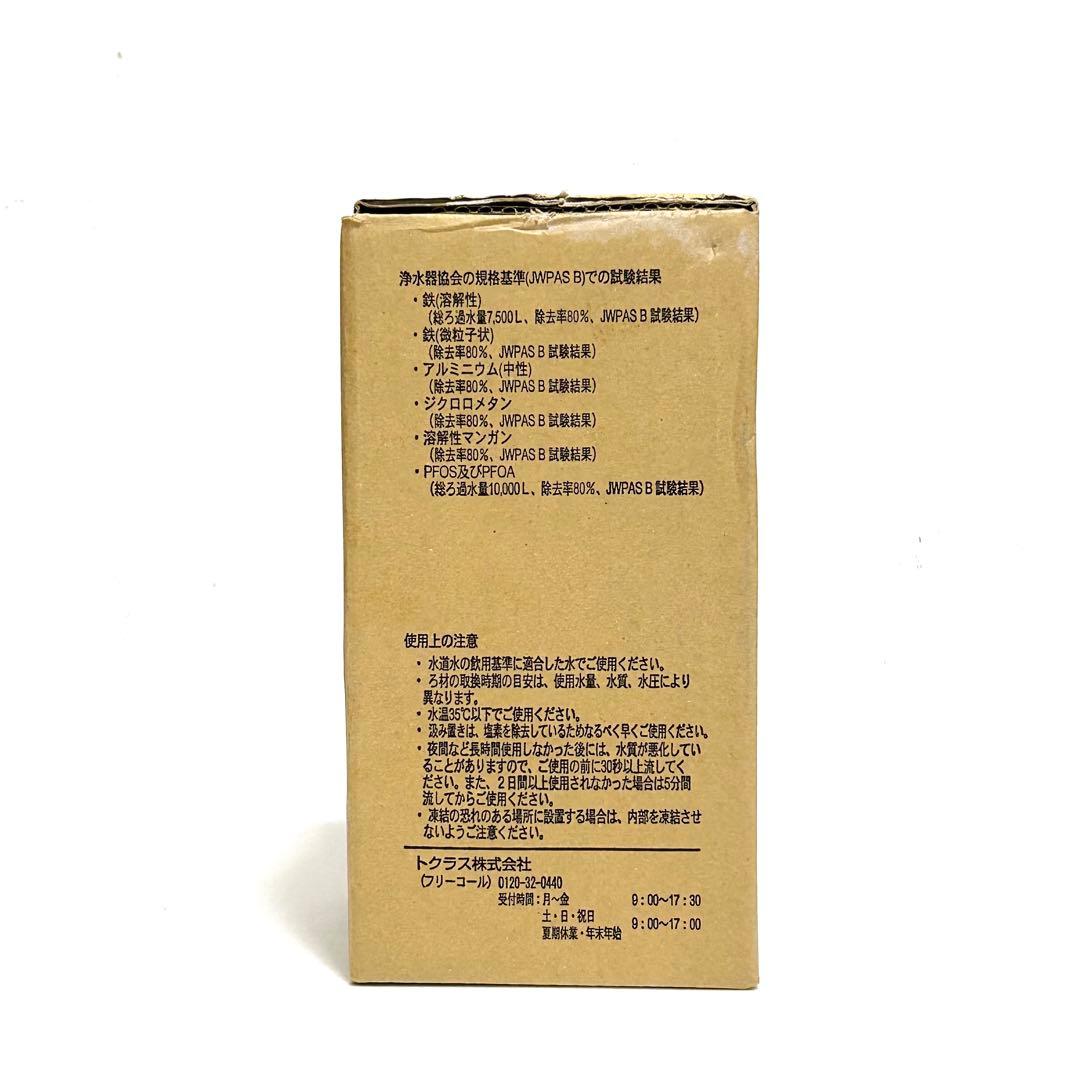 浄水器協会の規格基準(JWPAS B)での試験結果
・鉄(溶解性)
(総ろ過水量7,500L、除去率80%、JWPAS B 試験結果)
・鉄(微粒子状)
(除去率80%、JWPAS B 試験結果)
・アルミニウム(中性)
(除去率80%、JWPAS B 試験結果)
・ジクロロメタン
(除去率80%、JWPAS B 試験結果)
・溶解性マンガン
(除去率80%、JWPAS B 試験結果)
・PFOS及びPFOA
(総ろ過水量10,000L、除去率80%、JWPAS B 試験結果)
使用上の注意
・水道水の飲用基準に適合した水でご使用ください。
・ろ材の取換時期の目安は、使用水量、水質、水圧により
異なります。
・水温35℃以下でご使用ください。
・汲み置きは、塩素を除去しているためなるべく早くご使用ください。
・夜間など長時間使用しなかった後には、水質が悪化してい
ることがありますので、ご使用の前に30秒以上流してく
ださい。また、2日間以上使用されなかった場合は5分間
流してからご使用ください。
・凍結の恐れのある場所に設置する場合は、内部を凍結させ
ないようご注意ください。
トクラス株式会社
(フリーコール) 0120-32-0440
受付時間:月〜金 9:00〜17:30
土・日・祝日 9:00〜17:00
夏期休業・年末年始